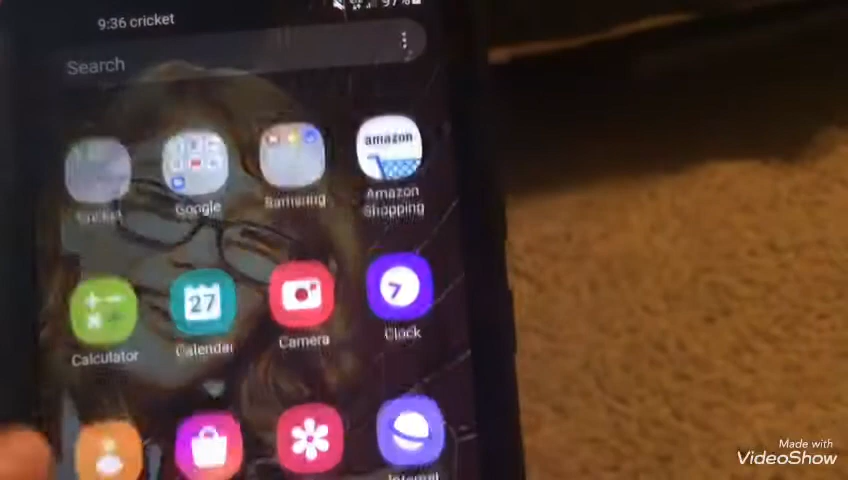 9:36 cricket
97%
Search
amazon
Cricket
Google
Samsung
Amazon
Shopping
27
Calculator
Calendar
Camera
Clock
Internet
Made with
VideoShow